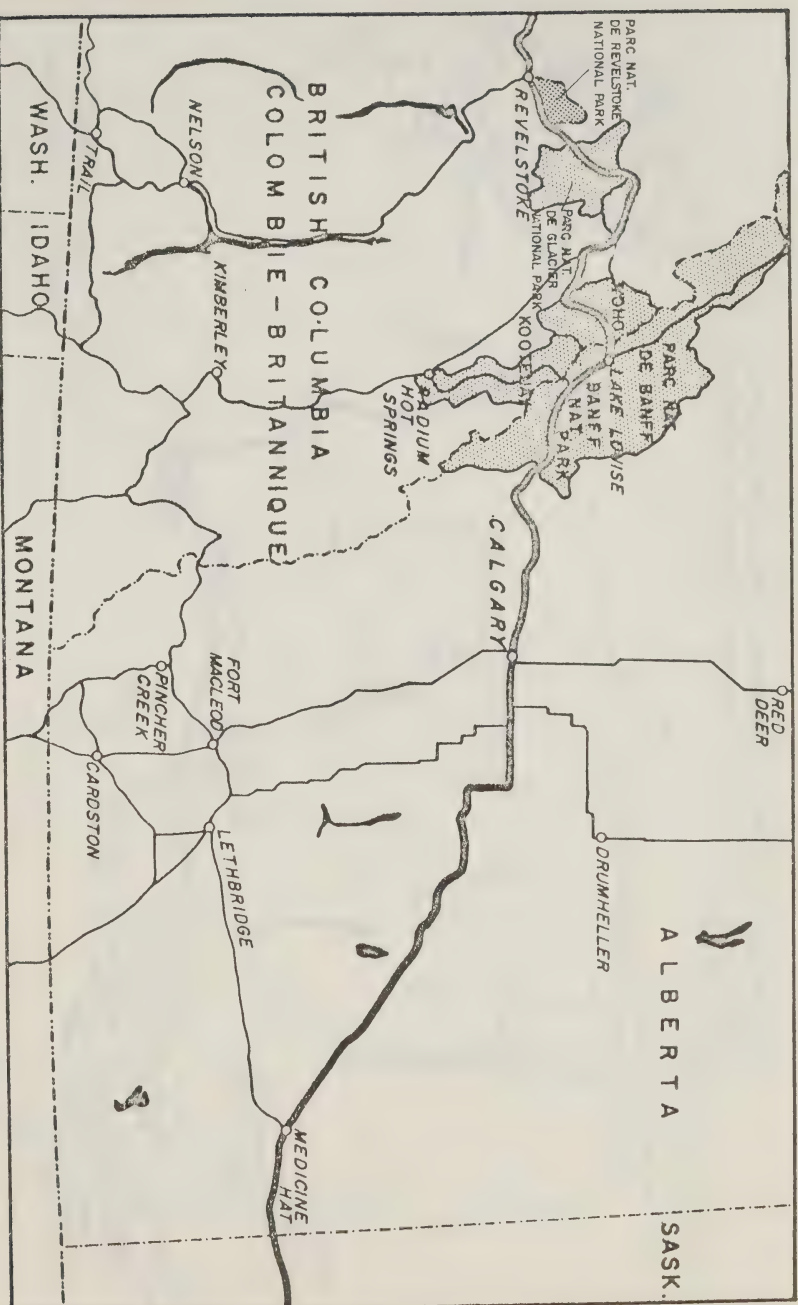 PARC NAT.
DE REVELSTOKE
NATIONAL PARK
REVELSTOKE
PARC NAT.
DE GLACIER
NATIONAL PARK
YOHO
PARC NAT.
DE BANFF
LAKE LOUISE
BANFF
NAT.
PARK
KOOTENAY
RADIUM
HOT
SPRINGS
CALGARY
RED
DEER
DRUMHELLER
ALBERTA
SASK.
BRITISH COLUMBIA
COLOMBIE-BRITANNIQUE
NELSON
TRAIL
KIMBERLEY
FORT
MACLEOD
PINCHER
CREEK
CARDSTON
LETHBRIDGE
MEDICINE
HAT
WASH.
IDAHO
MONTANA